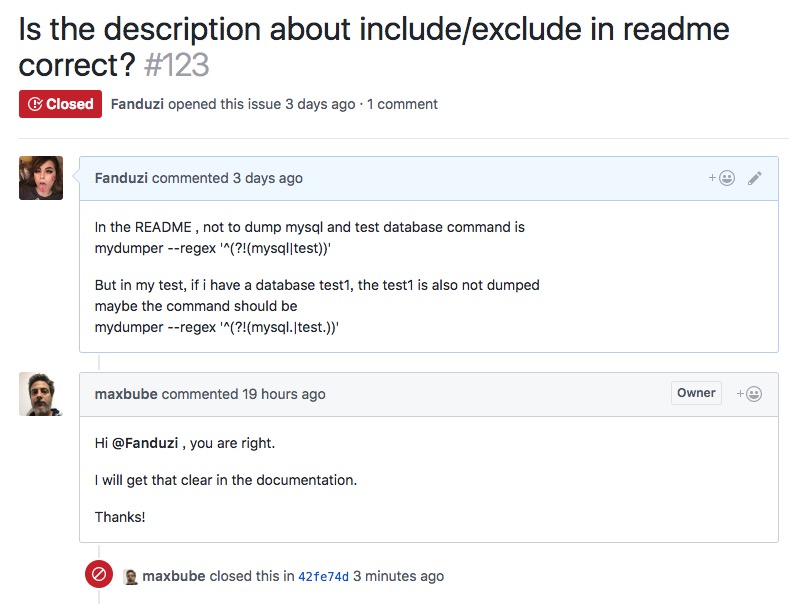 Is the description about include/exclude in readme
correct? #123
Closed Fanduzi opened this issue 3 days ago · 1 comment
Fanduzi commented 3 days ago
In the README , not to dump mysql and test database command is
mydumper --regex '^(?!(mysql|test))'
But in my test, if i have a database test1, the test1 is also not dumped
maybe the command should be
mydumper --regex '^(?!(mysql.|test.))'
maxbube commented 19 hours ago Owner
Hi @Fanduzi , you are right.
I will get that clear in the documentation.
Thanks!
maxbube closed this in 42fe74d 3 minutes ago